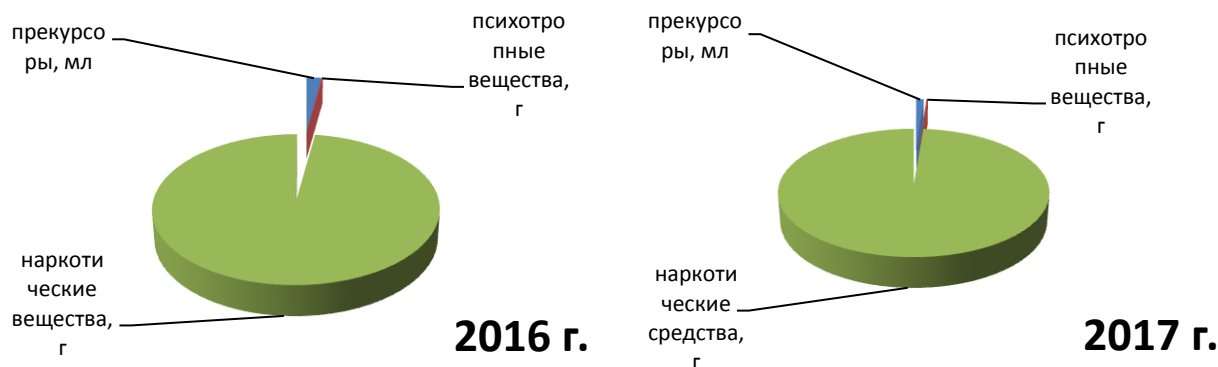 прекурсо
ры, мл
психотро
пные
вещества,
г
наркоти
ческие
вещества,
г
2016 г.
прекурсо
ры, мл
психотро
пные
вещества,
г
наркоти
ческие
средства,
г
2017 г.